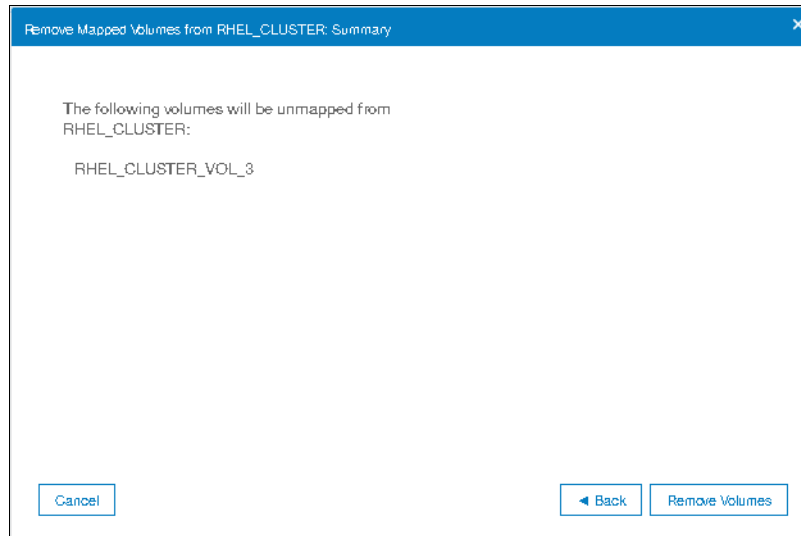 Remove Mapped Volumes from RHEL_CLUSTER: Summary
The following volumes will be unmapped from
RHEL_CLUSTER:
RHEL_CLUSTER_VOL_3
Cancel
◄ Back
Remove Volumes